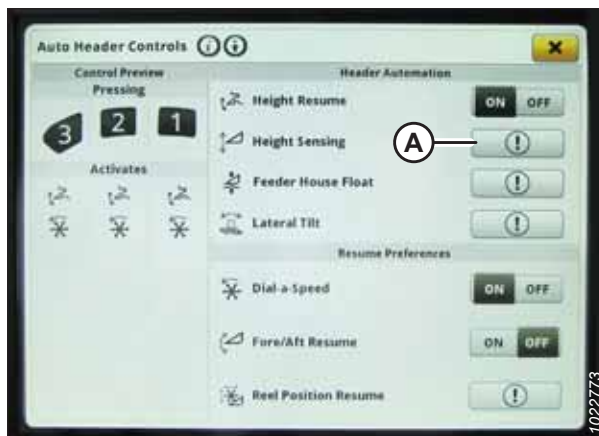 Auto Header Controls
Control Preview
Pressing
3 2 1
Activates
Header Automation
Height Resume ON OFF
Height Sensing
A
Feeder House Float
Lateral Tilt
Resume Preferences
Dial-a-Speed ON OFF
Fore/Aft Resume ON OFF
Reel Position Resume
1022773